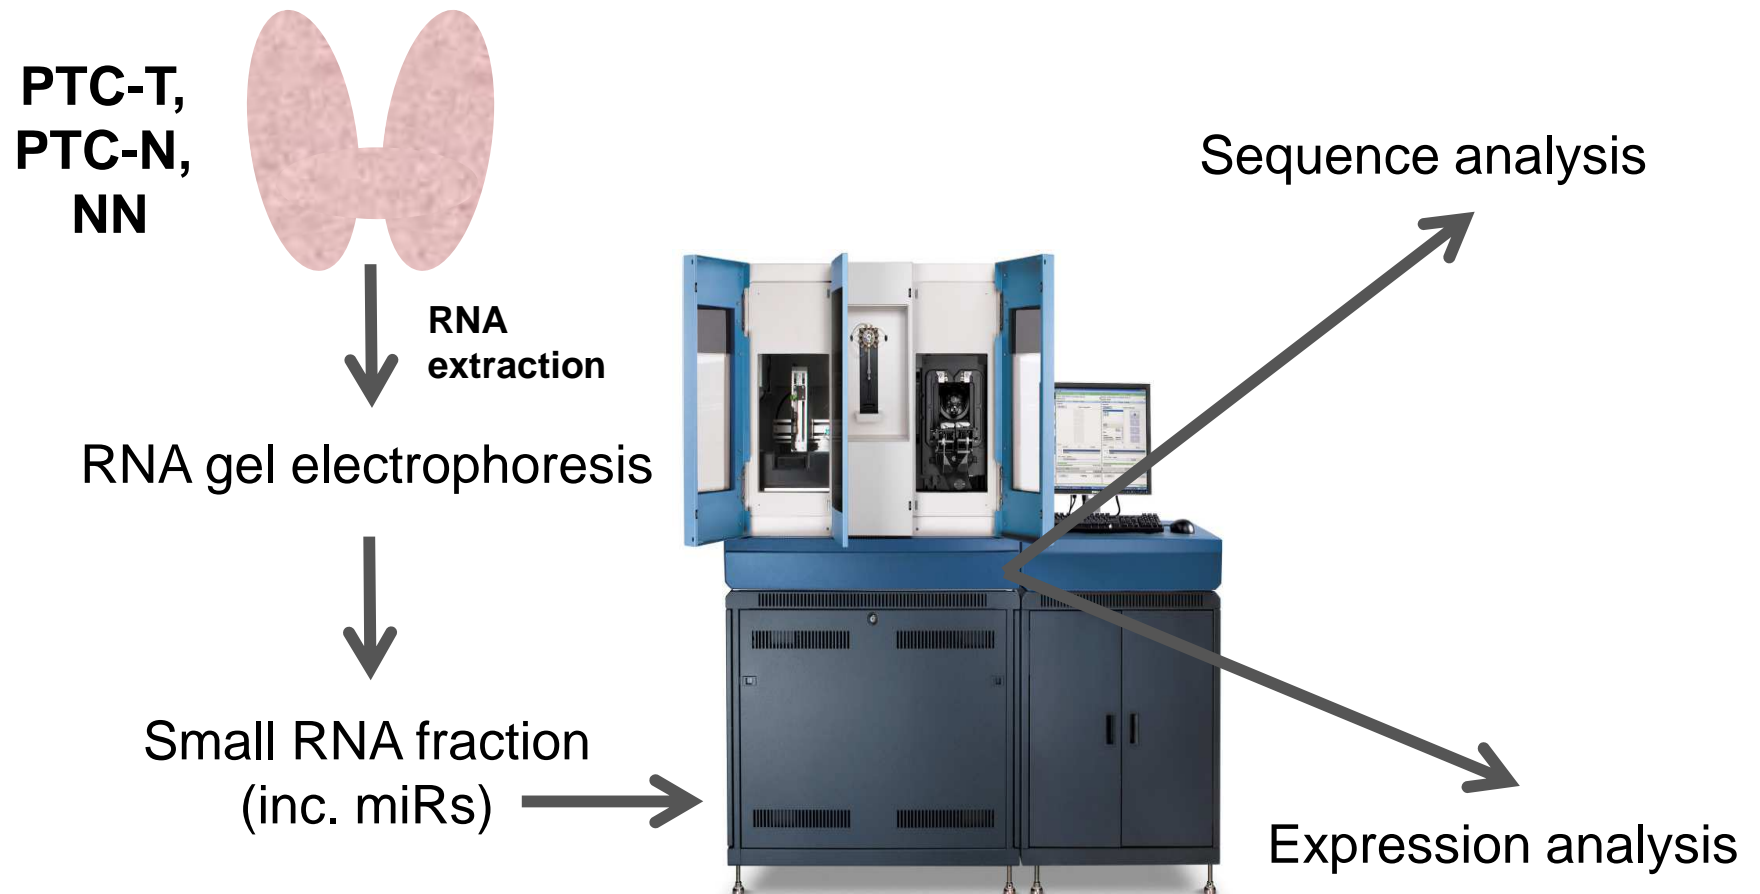 PTC-T,
PTC-N,
NN
RNA
extraction
RNA gel electrophoresis
Small RNA fraction
(inc. miRs)
Sequence analysis
Expression analysis